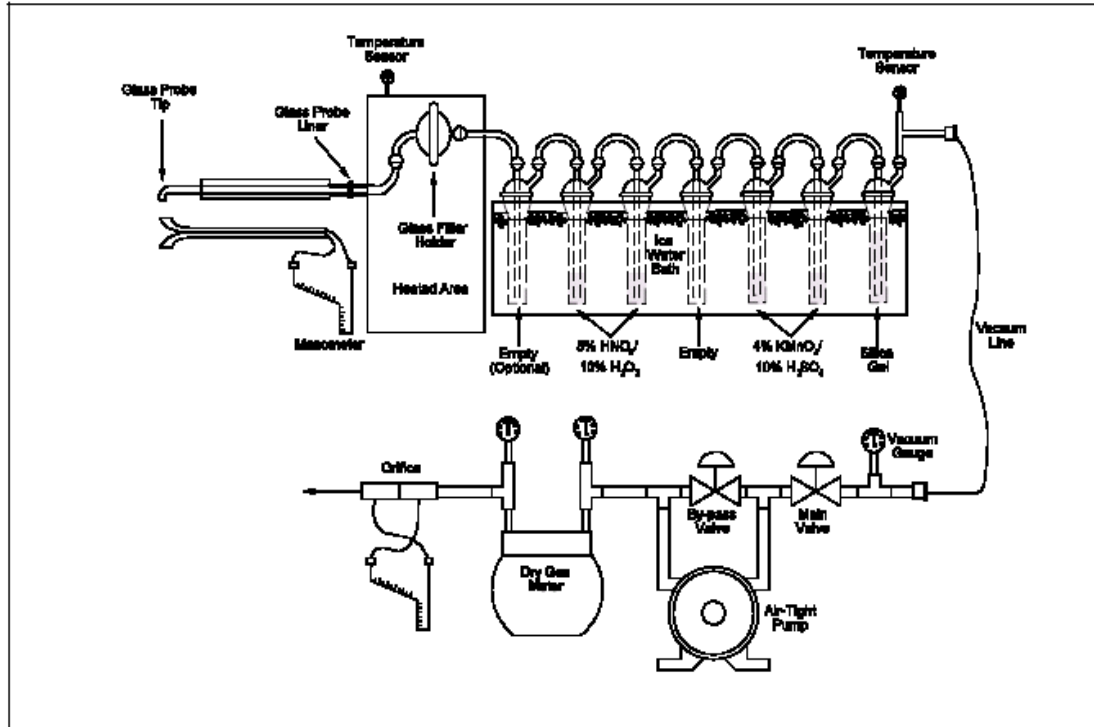 Temperature
Sensor
Temperature
Sensor
Glass Probe
Tip
Glass Probe
Liner
Glass Filter
Holder
Ice
Water
Bath
Heated Area
Manometer
Empty
(Optional)
5% HNO₃/
10% H₂O₂
Empty
4% KMnO₄/
10% H₂SO₄
Silica
Gel
Vacuum
Line
Vacuum
Gauge
Orifice
By-pass
Valve
Main
Valve
Dry Gas
Meter
Air-Tight
Pump